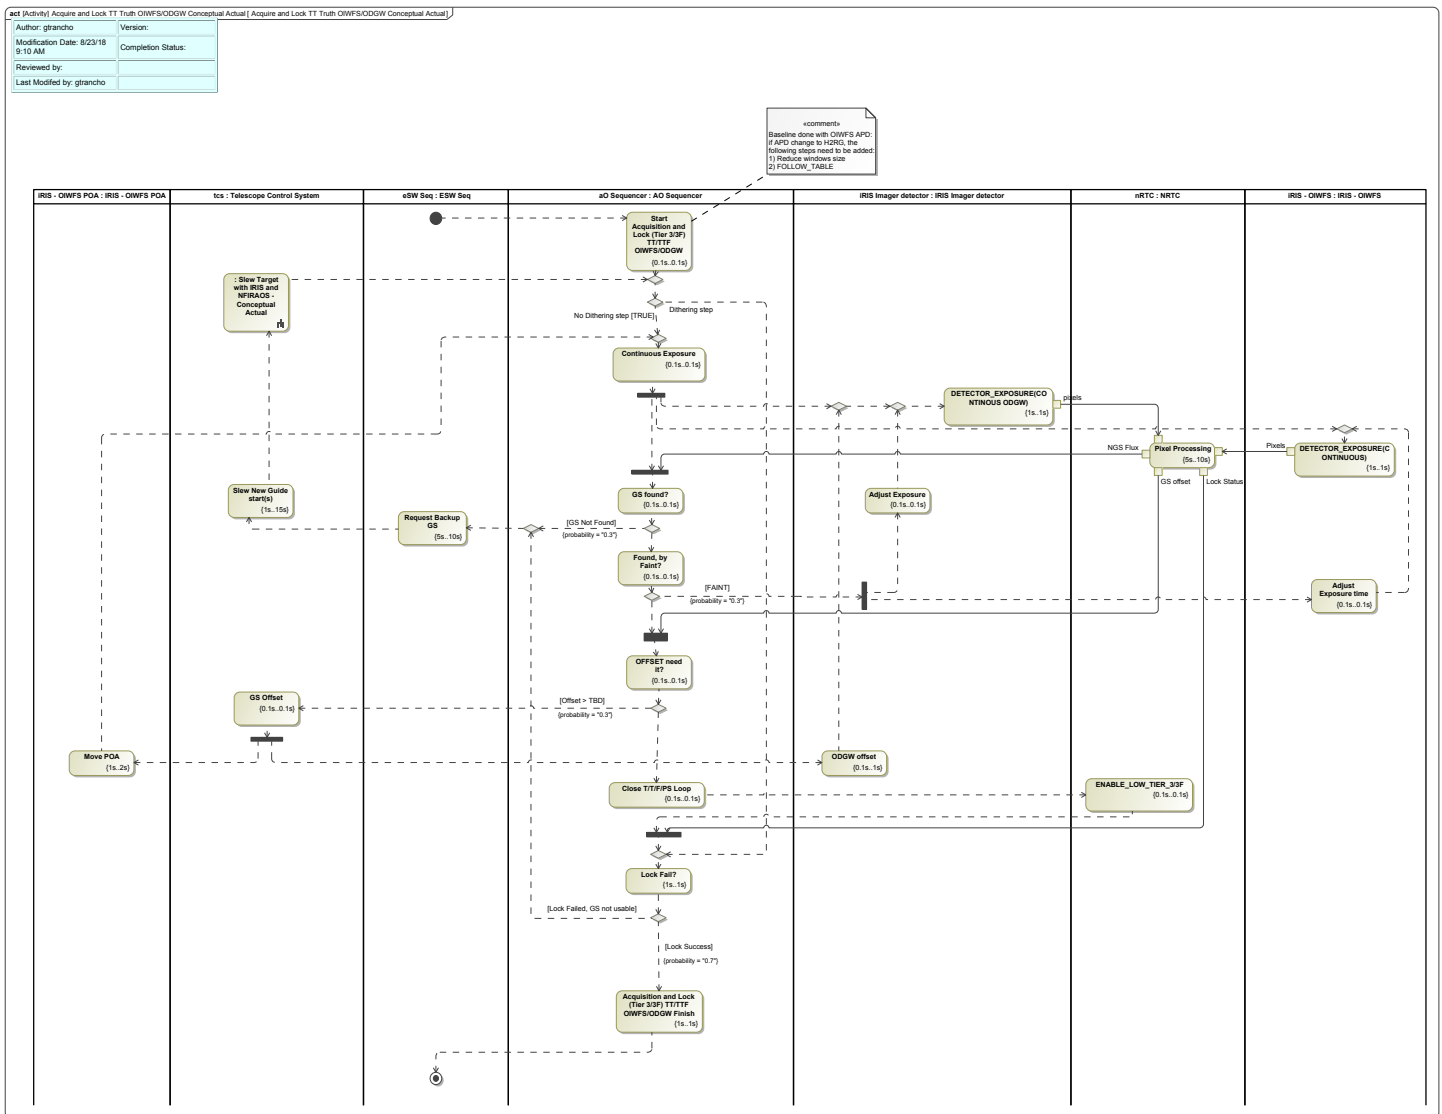 act [Activity] Acquire and Lock TT Truth OIWFS/ODGW Conceptual Actual [ Acquire and Lock TT Truth OIWFS/ODGW Conceptual Actual]
Author: gtrancho
Version:
Modification Date: 8/23/18
9:10 AM
Completion Status:
Reviewed by:
Last Modifed by: gtrancho
«comment»
Baseline done with OIWFS APD:
if APD change to H2RG, the
following steps need to be added:
1) Reduce windows size
2) FOLLOW_TABLE
iRIS - OIWFS POA : IRIS - OIWFS POA
tcs : Telescope Control System
eSW Seq : ESW Seq
aO Sequencer : AO Sequencer
iRIS Imager detector : IRIS Imager detector
nRTC : NRTC
iRIS - OIWFS : IRIS - OIWFS
Start
Acquisition and
Lock (Tier 3/3F)
TT/TTF
OIWFS/ODGW
{0.1s..0.1s}
: Slew Target
with IRIS and
NFIRAOS -
Conceptual
Actual
Dithering step
No Dithering step [TRUE]
Continuous Exposure
{0.1s..0.1s}
DETECTOR_EXPOSURE(CO
NTINOUS ODGW)
{1s..1s}
pixels
NGS Flux
Pixel Processing
{5s..10s}
Pixels
DETECTOR_EXPOSURE(C
ONTINUOUS)
{1s..1s}
GS offset
Lock Status
Slew New Guide
start(s)
{1s..15s}
GS found?
{0.1s..0.1s}
Adjust Exposure
{0.1s..0.1s}
Request Backup
GS
{5s..10s}
[GS Not Found]
{probability = "0.3"}
Found, by
Faint?
{0.1s..0.1s}
[FAINT]
{probability = "0.3"}
Adjust
Exposure time
{0.1s..0.1s}
OFFSET need
it?
{0.1s..0.1s}
GS Offset
{0.1s..0.1s}
[Offset > TBD]
{probability = "0.3"}
Move POA
{1s..2s}
ODGW offset
{0.1s..1s}
Close T/T/F/PS Loop
{0.1s..0.1s}
ENABLE_LOW_TIER_3/3F
{0.1s..0.1s}
Lock Fail?
{1s..1s}
[Lock Failed, GS not usable]
[Lock Success]
{probability = "0.7"}
Acquisition and Lock
(Tier 3/3F) TT/TTF
OIWFS/ODGW Finish
{1s..1s}